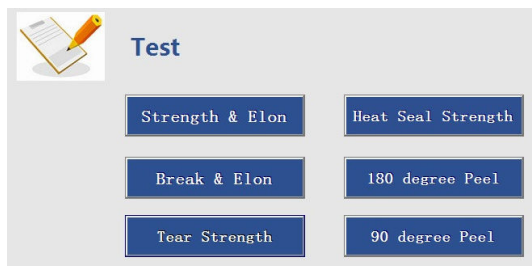 Test
Strength & Elon
Heat Seal Strength
Break & Elon
180 degree Peel
Tear Strength
90 degree Peel